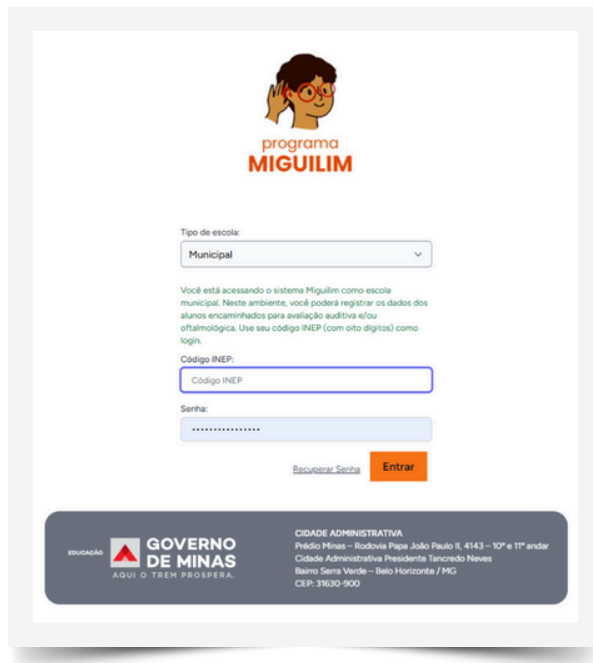 programa
MIGUILIM
Tipo de escola:
Municipal
Você está acessando o sistema Miguilim como escola
municipal. Neste ambiente, você poderá registrar os dados dos
alunos encaminhados para avaliação auditiva e/ou
oftalmológica. Use seu código INEP (com oito dígitos) como
login.
Código INEP:
Código INEP
Senha:
••••••••••••••••
Recuperar Senha
Entrar
EDUCAÇÃO
GOVERNO
DE MINAS
AQUI O TREM PROSPERA.
CIDADE ADMINISTRATIVA
Prédio Minas – Rodovia Papa João Paulo II, 4143 – 10º e 11º andar
Cidade Administrativa Presidente Tancredo Neves
Bairro Serra Verde – Belo Horizonte / MG
CEP: 31630-900